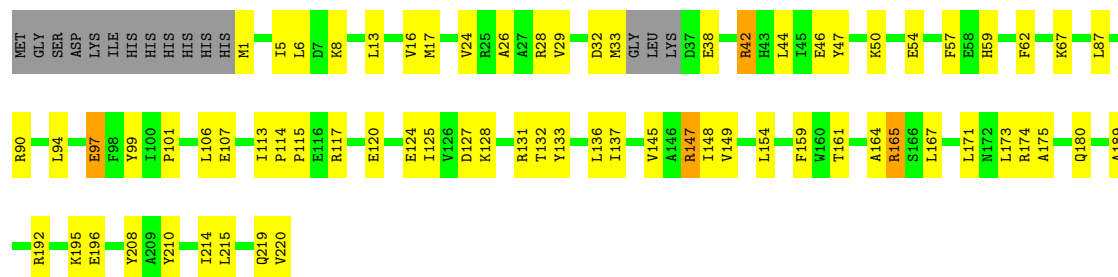 MET GLY SER ASP LYS ILE HIS HIS HIS HIS HIS HIS M1 I5 L6 D7 K8 L13 V16 M17 V24 R25 A26 A27 R28 V29 D32 M33 GLY LEU LYS D37 E38 R42 H43 L44 I45 E46 Y47 K50 E54 F57 E58 H59 F62 K67 L87
R90 L94 E97 F98 Y99 I100 P101 L106 E107 I113 P114 P115 E116 R117 E120 E124 I125 V126 D127 K128 R131 T132 Y133 L136 I137 V145 A146 R147 I148 V149 L154 F159 W160 T161 A164 R165 S166 L167 L171 N172 L173 R174 A175 Q180 A189
R192 K195 E196 Y208 A209 Y210 I214 L215 Q219 V220